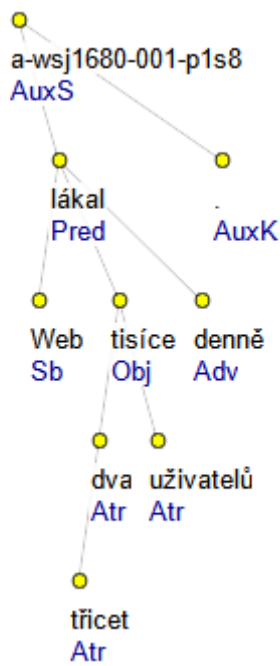 a-wsj1680-001-p1s8
AuxS
lákal .
Pred AuxK
Web tisíce denně
Sb Obj Adv
dva uživatelů
Atr Atr
třicet
Atr